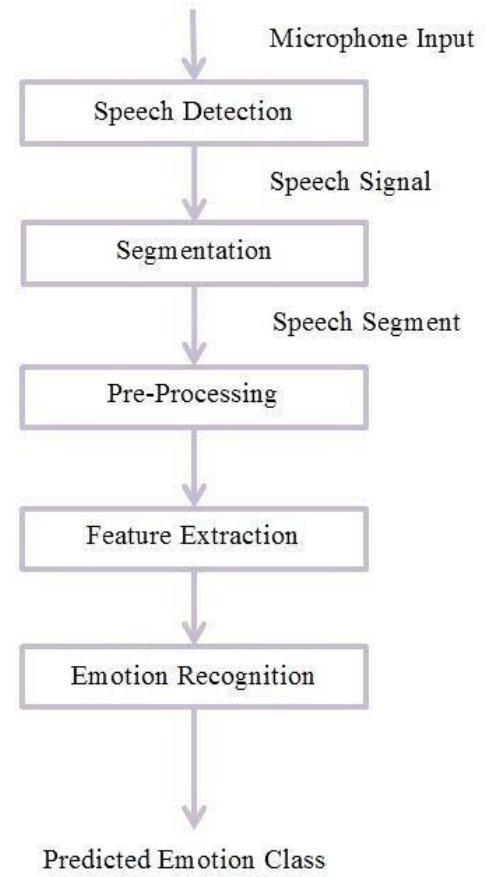 Microphone Input
Speech Detection
Speech Signal
Segmentation
Speech Segment
Pre-Processing
Feature Extraction
Emotion Recognition
Predicted Emotion Class